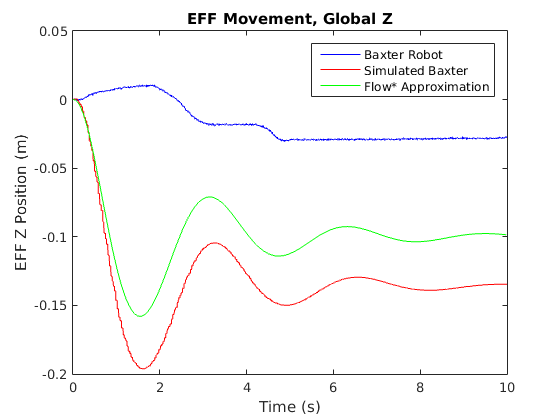 EFF Movement, Global Z
Baxter Robot
Simulated Baxter
Flow* Approximation
EFF Z Position (m)
0.05
0
-0.05
-0.1
-0.15
-0.2
0 2 4 6 8 10
Time (s)